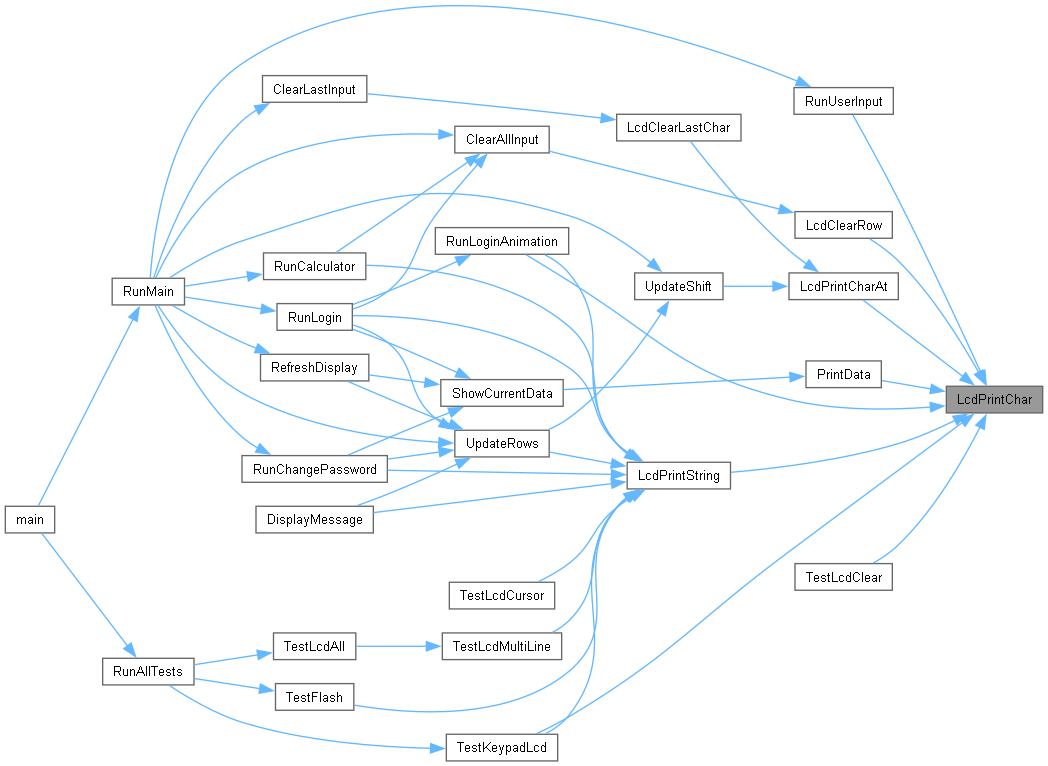 ClearLastInput
RunUserInput
LcdClearLastChar
ClearAllInput
LcdClearRow
RunLoginAnimation
RunCalculator
UpdateShift
LcdPrintCharAt
RunMain
RunLogin
RefreshDisplay
PrintData
ShowCurrentData
LcdPrintChar
UpdateRows
RunChangePassword
LcdPrintString
main
DisplayMessage
TestLcdClear
TestLcdCursor
TestLcdAll
TestLcdMultiLine
RunAllTests
TestFlash
TestKeypadLcd